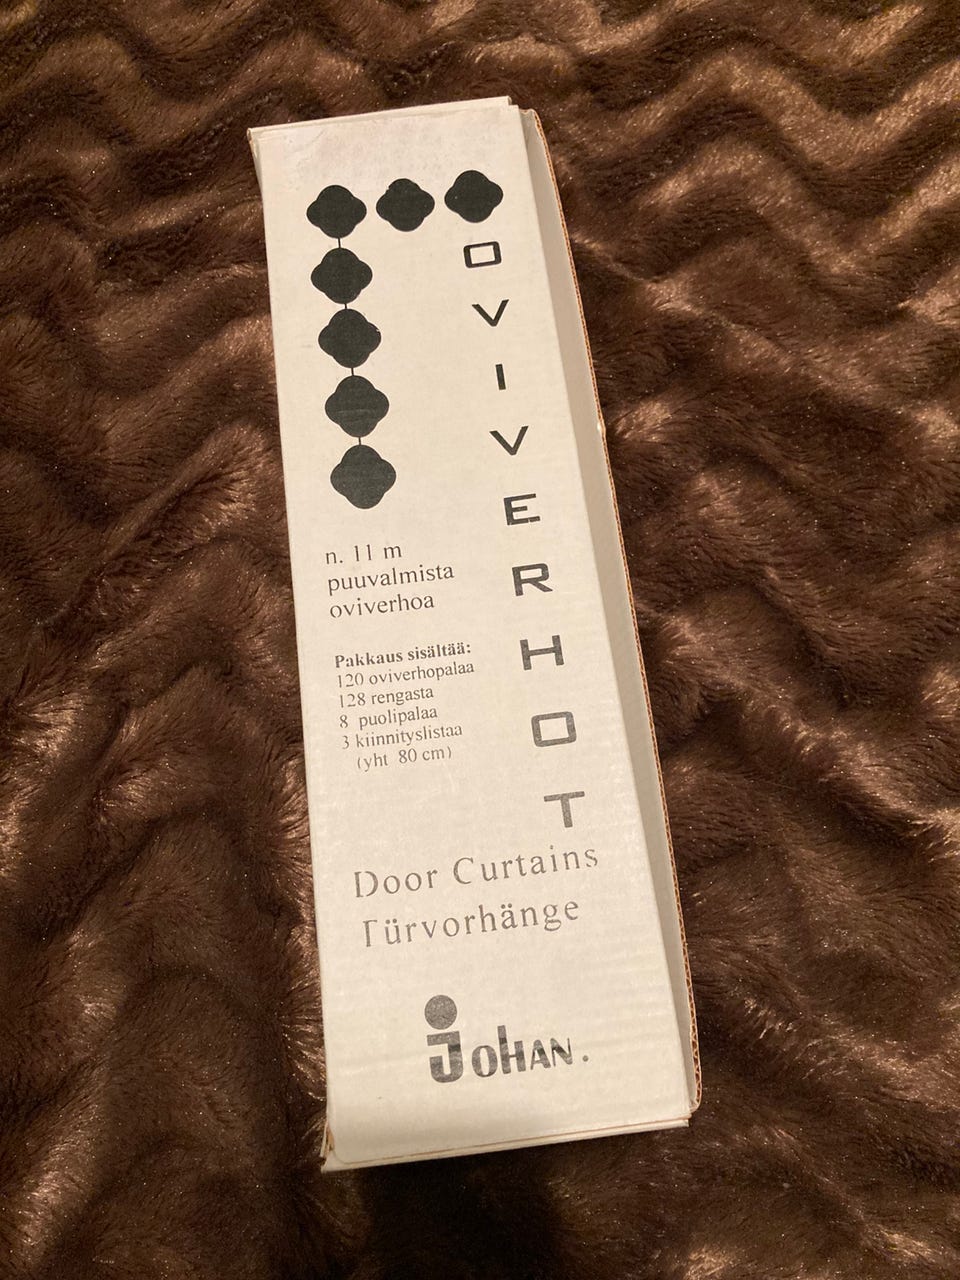 OVIVERHOT
n. 11 m
puuvalmista
oviverhoa
Pakkaus sisältää:
120 oviverhopalaa
128 rengasta
8 puolipalaa
3 kiinnityslistaa
(yht 80 cm)
Door Curtains
Türvorhänge
JOHAN.